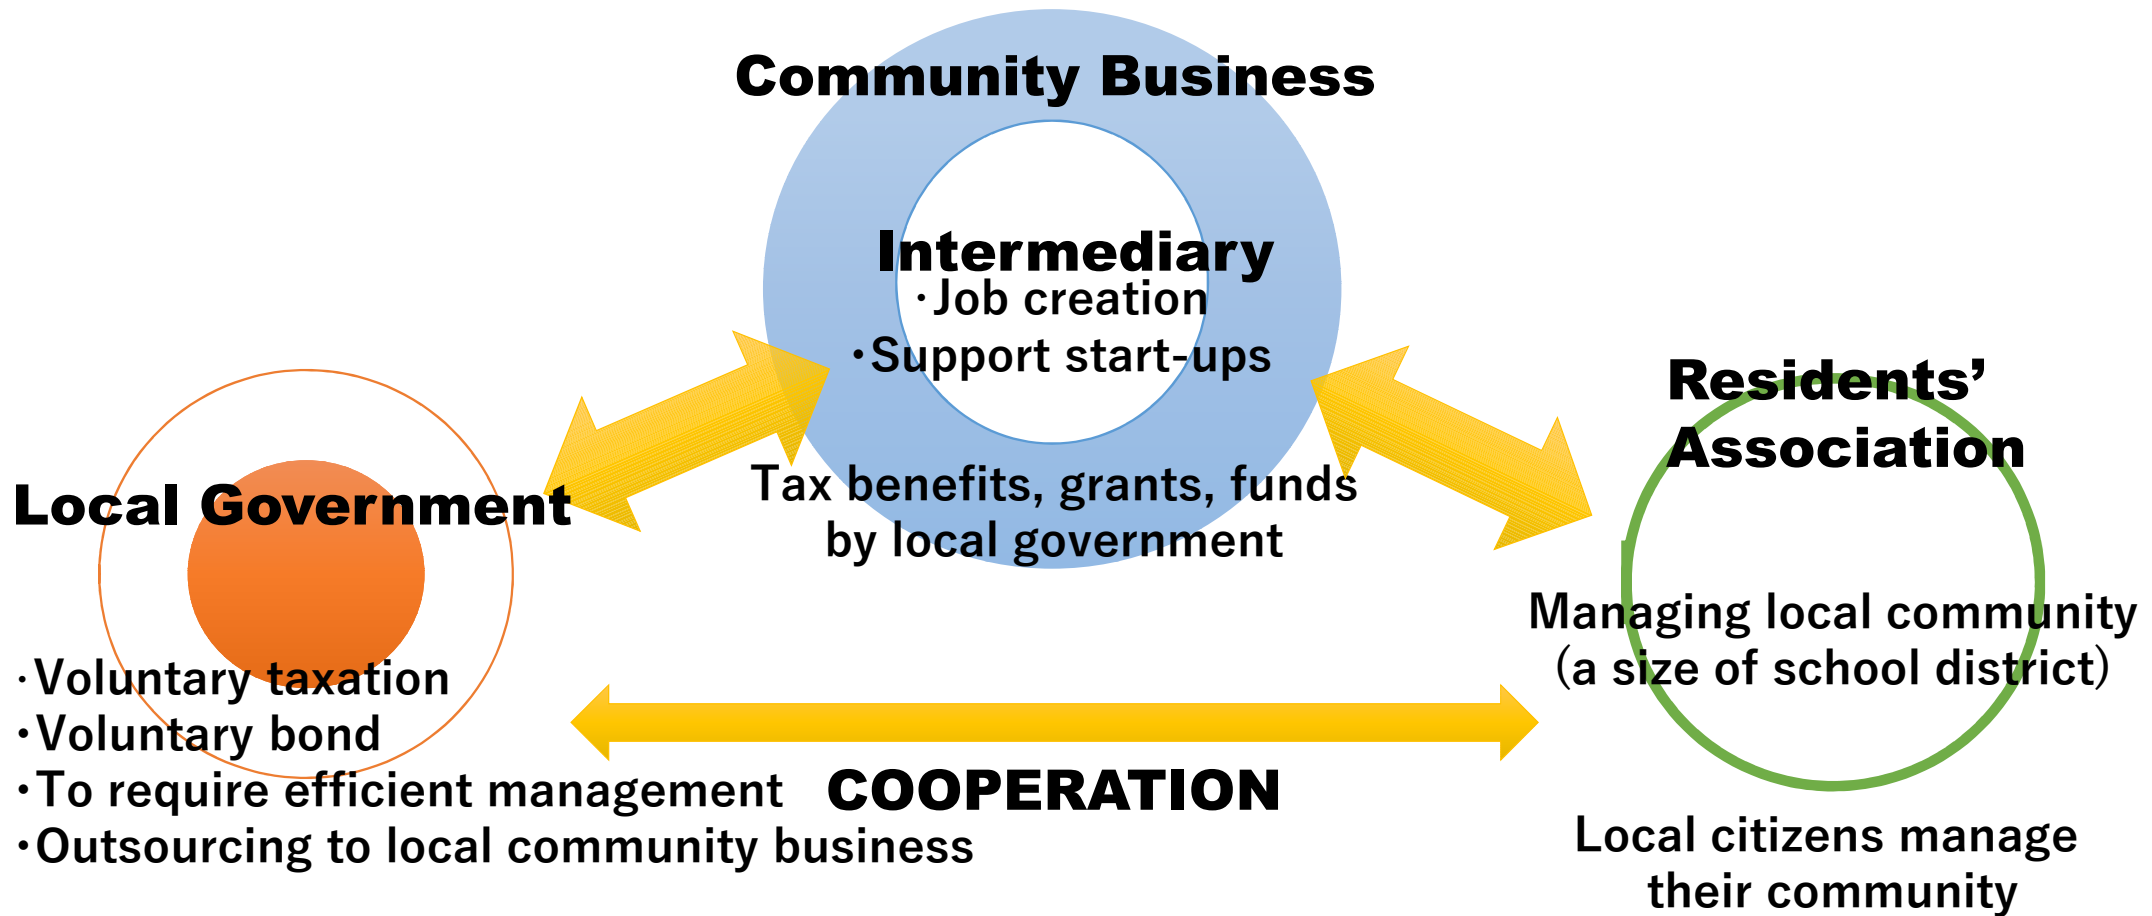 Community Business
Intermediary
・Job creation
・Support start-ups
Tax benefits, grants, funds
by local government
Local Government
・Voluntary taxation
・Voluntary bond
・To require efficient management
・Outsourcing to local community business
COOPERATION
Residents’
Association
Managing local community
(a size of school district)
Local citizens manage
their community